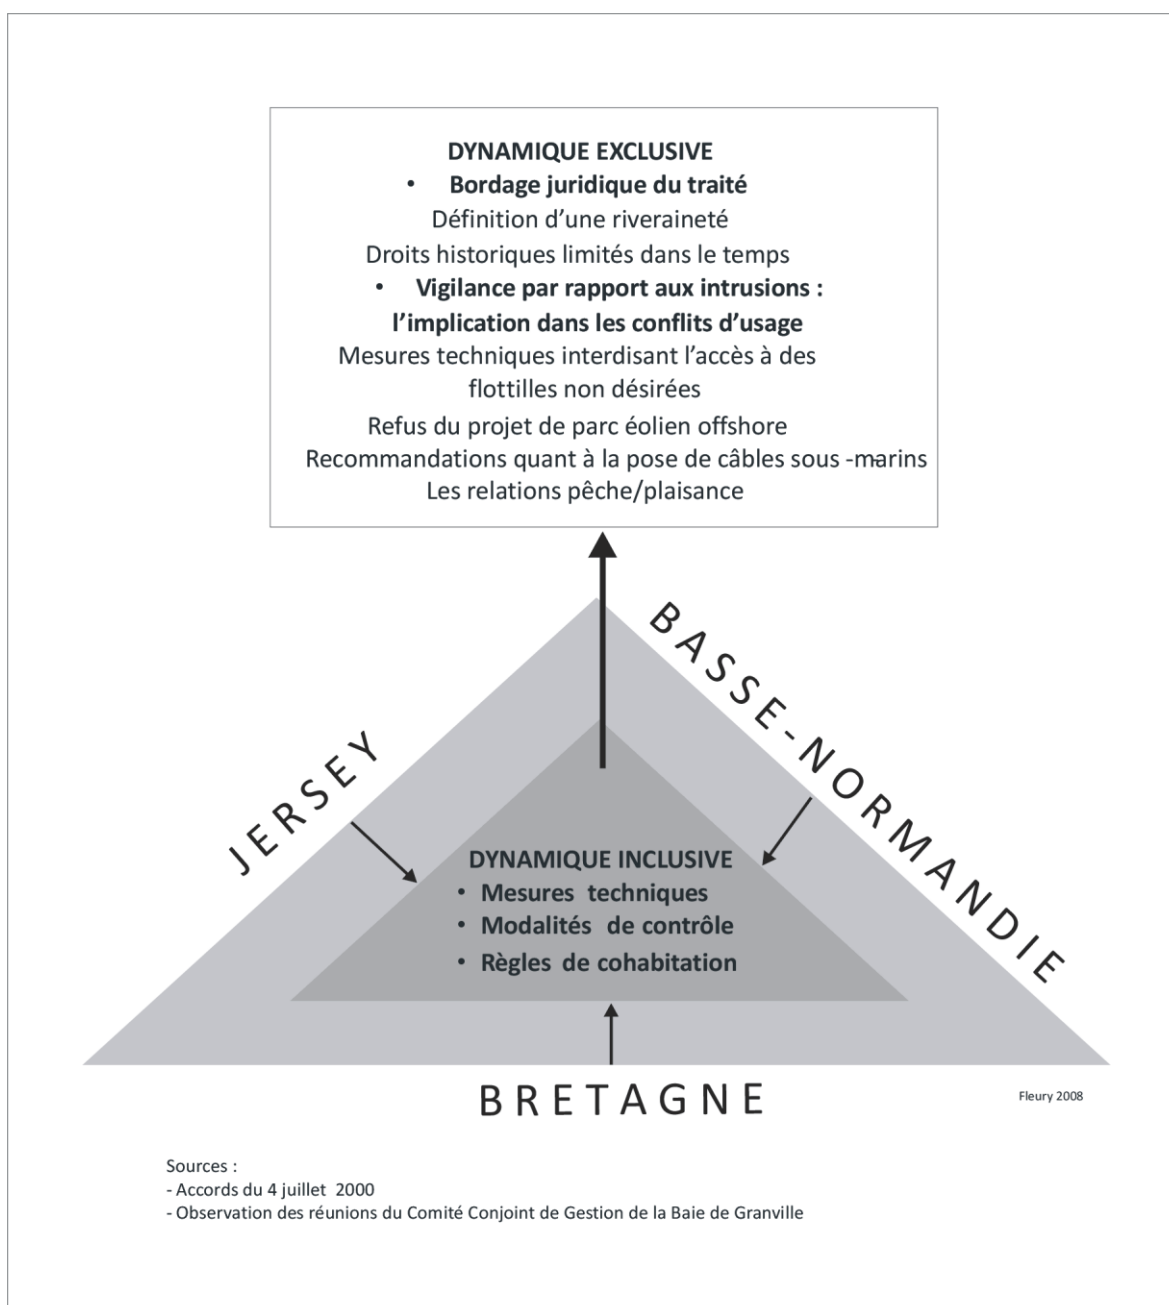 DYNAMIQUE EXCLUSIVE
• Bordage juridique du traité
Définition d’une riveraineté
Droits historiques limités dans le temps
• Vigilance par rapport aux intrusions :
l’implication dans les conflits d’usage
Mesures techniques interdisant l’accès à des
flottilles non désirées
Refus du projet de parc éolien offshore
Recommandations quant à la pose de câbles sous -marins
Les relations pêche/plaisance
JERSEY
BASSE-NORMANDIE
DYNAMIQUE INCLUSIVE
• Mesures techniques
• Modalités de contrôle
• Règles de cohabitation
BRETAGNE
Fleury 2008
Sources :
- Accords du 4 juillet 2000
- Observation des réunions du Comité Conjoint de Gestion de la Baie de Granville